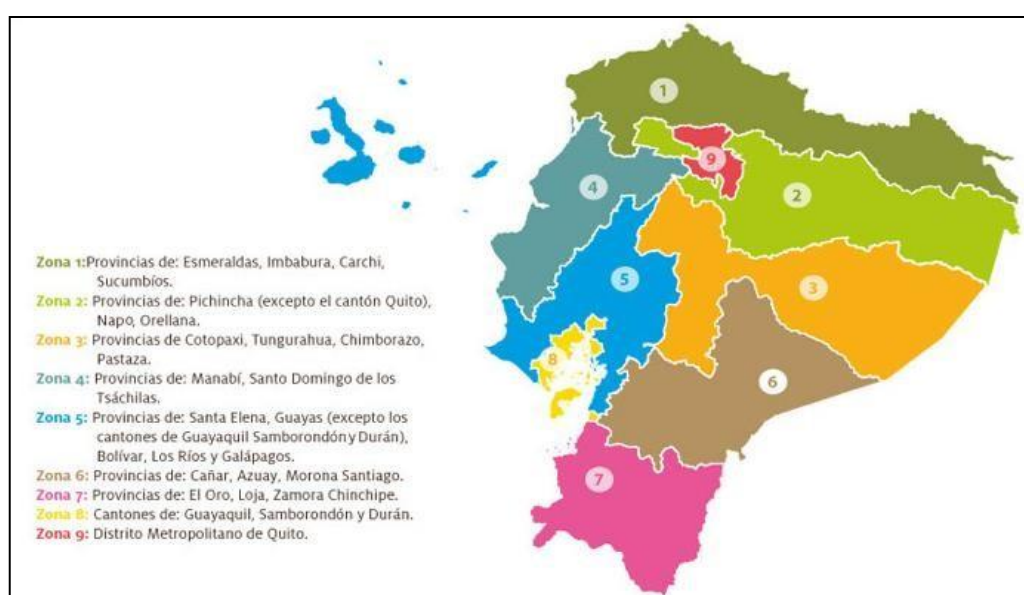 Zona 1:Provincias de: Esmeraldas, Imbabura, Carchi,
Sucumbíos.
Zona 2: Provincias de: Pichincha (excepto el cantón Quito),
Napo, Orellana.
Zona 3: Provincias de Cotopaxi, Tungurahua, Chimborazo,
Pastaza.
Zona 4: Provincias de: Manabí, Santo Domingo de los
Tsáchilas.
Zona 5: Provincias de: Santa Elena, Guayas (excepto los
cantones de Guayaquil Samborondón y Durán),
Bolívar, Los Ríos y Galápagos.
Zona 6: Provincias de: Cañar, Azuay, Morona Santiago.
Zona 7: Provincias de: El Oro, Loja, Zamora Chinchipe.
Zona 8: Cantones de: Guayaquil, Samborondón y Durán.
Zona 9: Distrito Metropolitano de Quito.
1
9
4
2
5
3
8
6
7